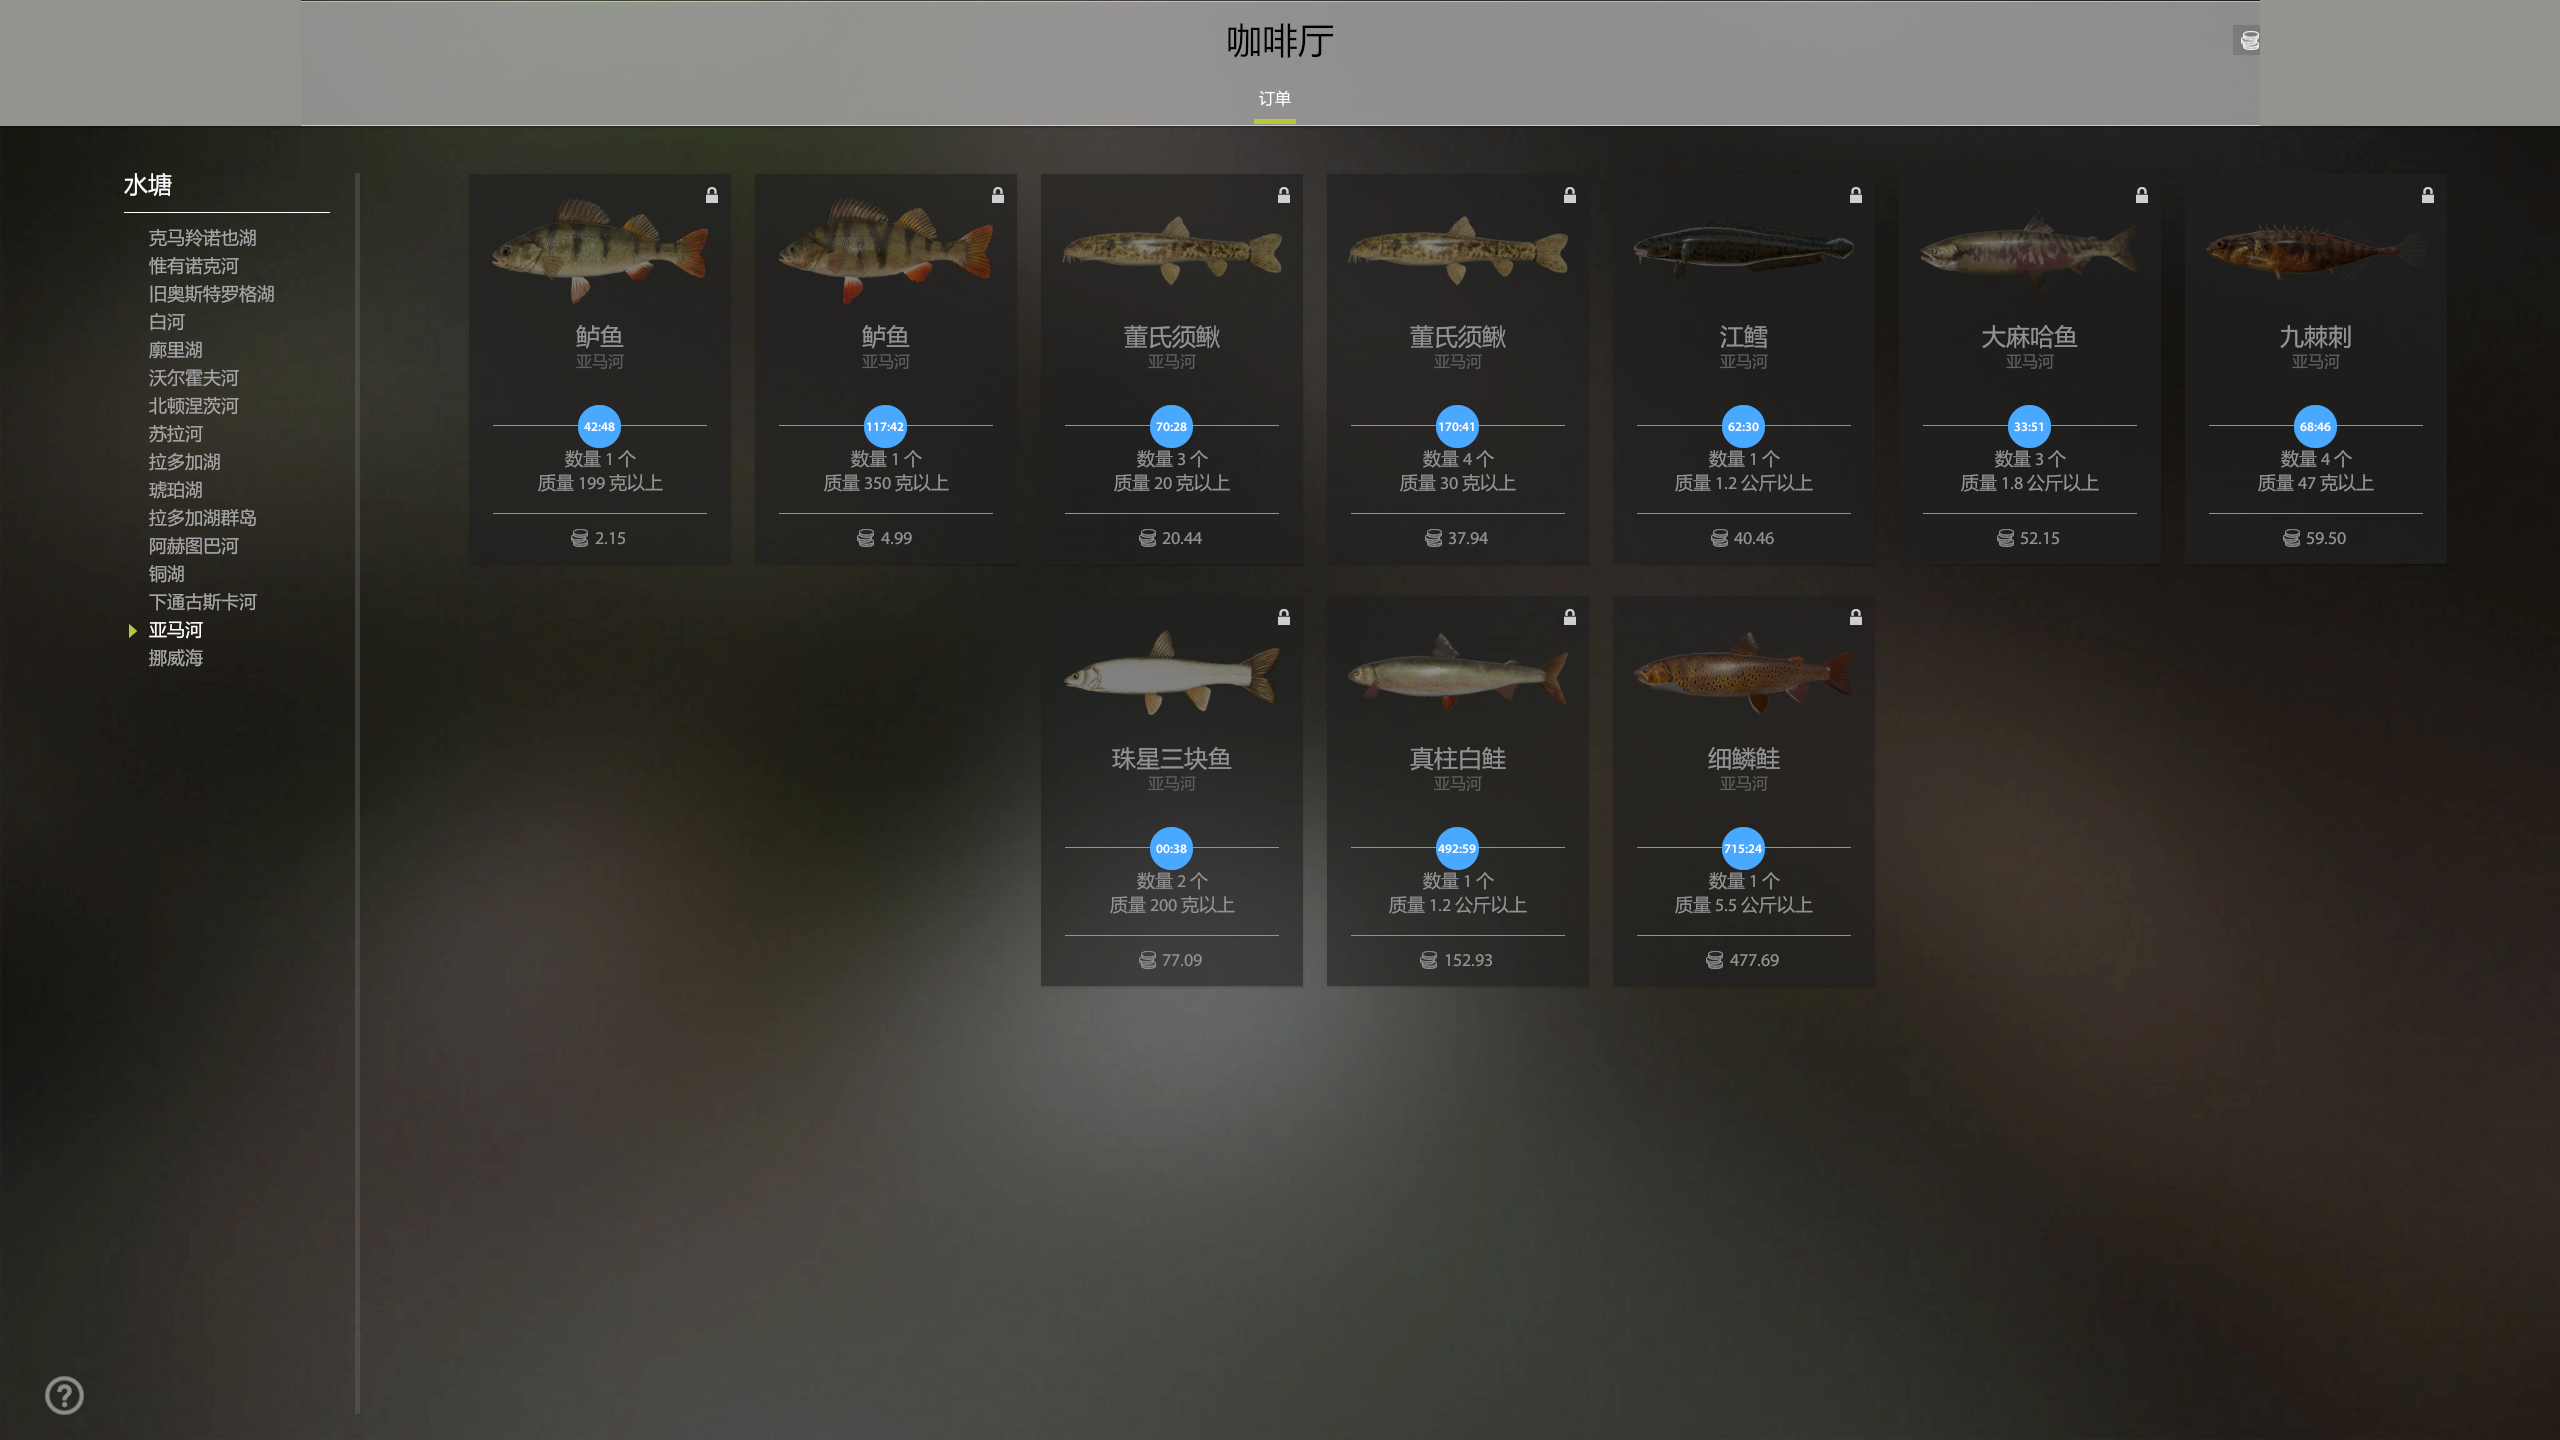 咖啡厅
订单
水塘
克马羚诺也湖
惟有诺克河
旧奥斯特罗格湖
白河
廓里湖
沃尔霍夫河
北顿涅茨河
苏拉河
拉多加湖
琥珀湖
拉多加湖群岛
阿赫图巴河
铜湖
下通古斯卡河
亚马河
挪威海
鲈鱼
亚马河
42:48
数量 1 个
质量 199 克以上
2.15
鲈鱼
亚马河
117:42
数量 1 个
质量 350 克以上
4.99
董氏须鳅
亚马河
70:28
数量 3 个
质量 20 克以上
20.44
董氏须鳅
亚马河
170:41
数量 4 个
质量 30 克以上
37.94
江鳕
亚马河
62:30
数量 1 个
质量 1.2 公斤以上
40.46
大麻哈鱼
亚马河
33:51
数量 3 个
质量 1.8 公斤以上
52.15
九棘刺
亚马河
68:46
数量 4 个
质量 47 克以上
59.50
珠星三块鱼
亚马河
00:38
数量 2 个
质量 200 克以上
77.09
真柱白鲑
亚马河
492:59
数量 1 个
质量 1.2 公斤以上
152.93
细鳞鲑
亚马河
715:24
数量 1 个
质量 5.5 公斤以上
477.69
?